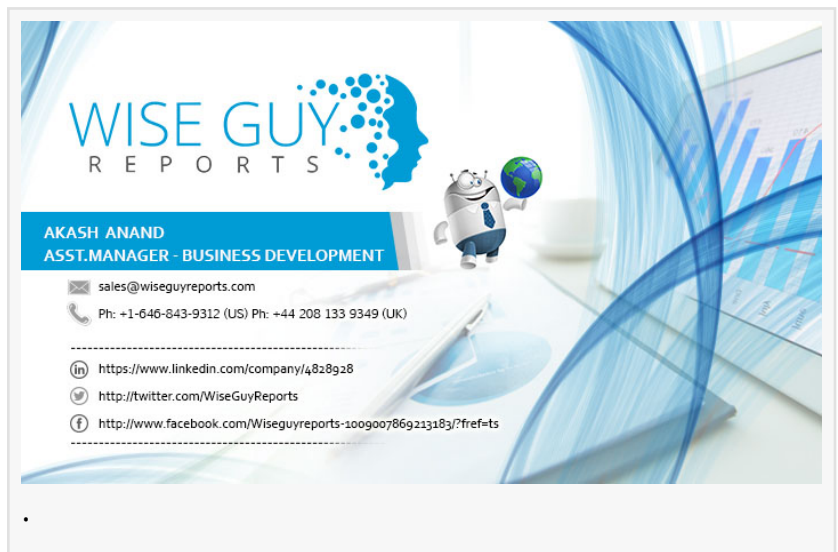 WISE GUY
REPORTS
AKASH ANAND
ASST.MANAGER - BUSINESS DEVELOPMENT
sales@wiseguyreports.com
Ph: +1-646-843-9312 (US) Ph: +44 208 133 9349 (UK)
in https://www.linkedin.com/company/4828928
http://twitter.com/WiseGuyReports
f http://www.facebook.com/Wiseguyreports-1009007869213183/?fref=ts